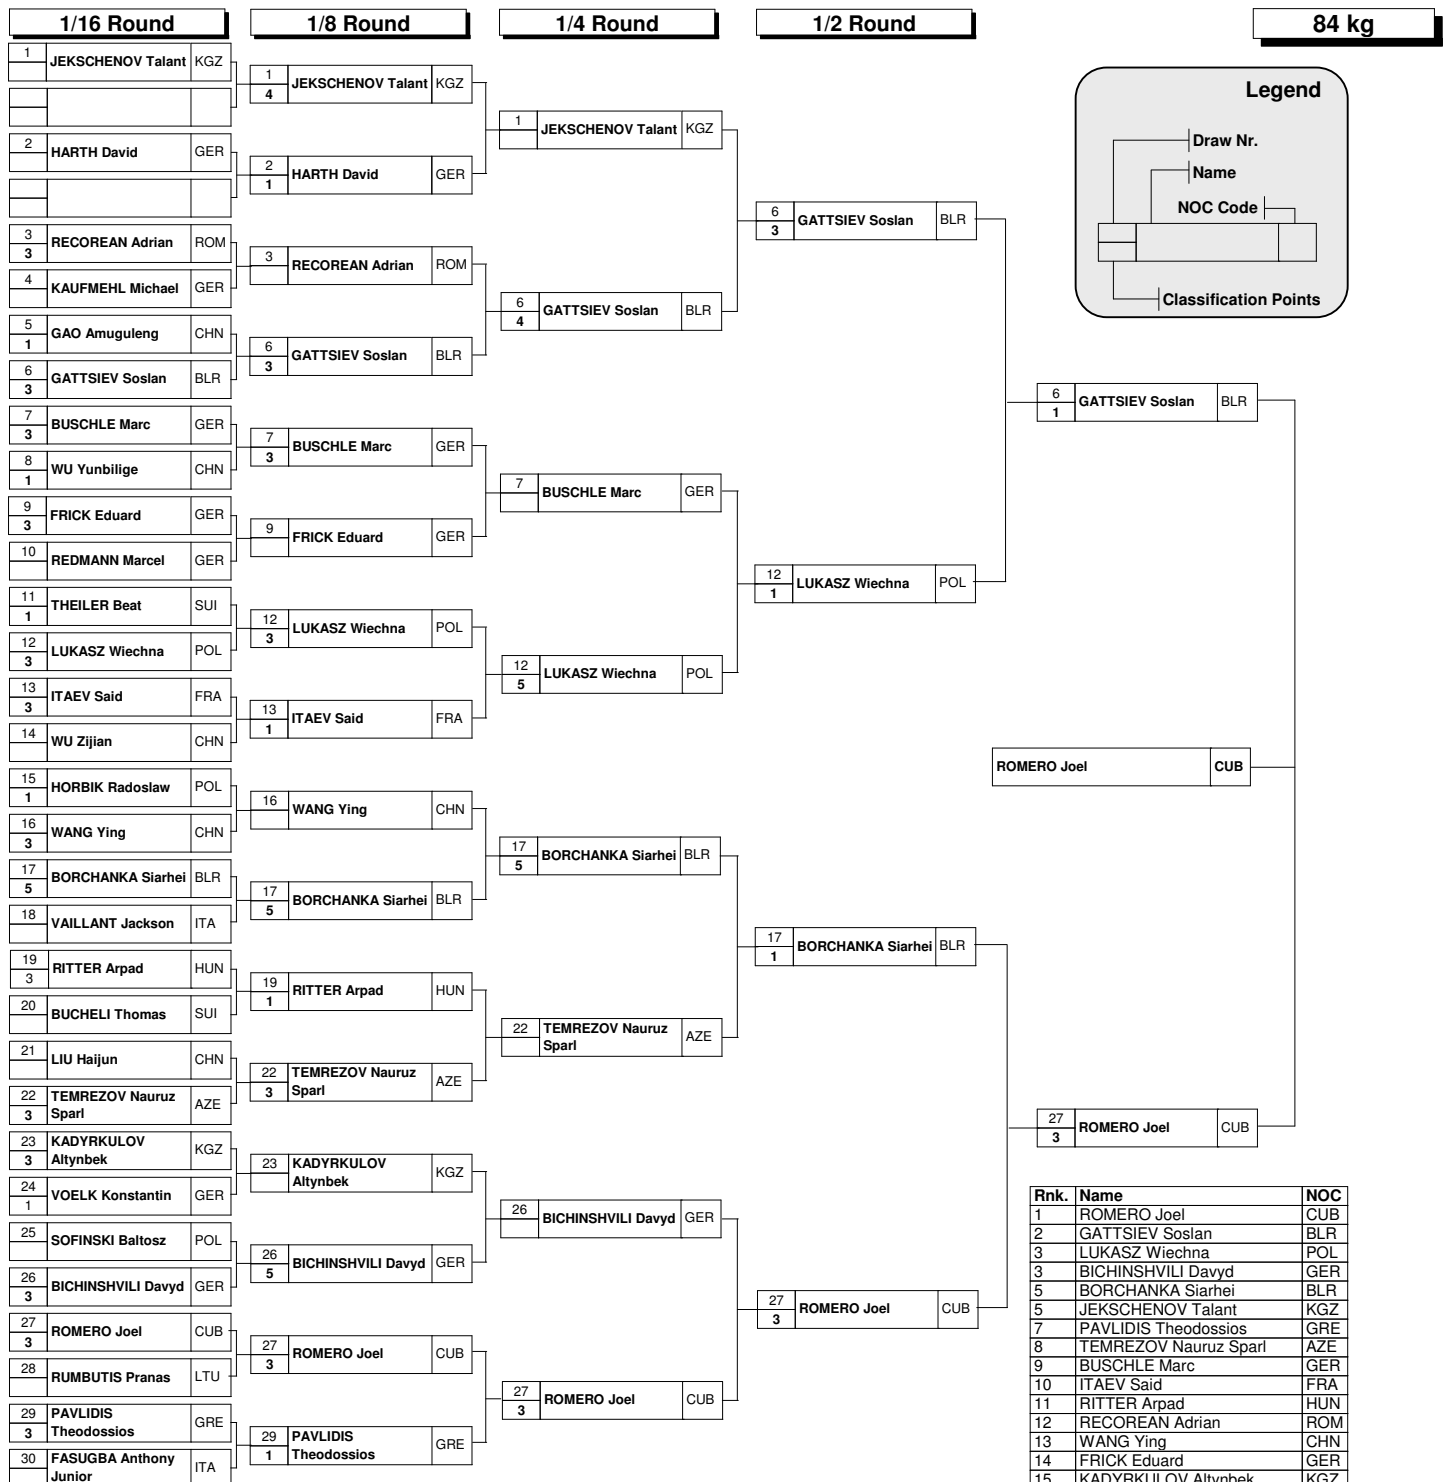 1/16 Round
1/8 Round
1/4 Round
1/2 Round
84 kg
1
JEKSCHENOV Talant KGZ
2
HARTH David GER
3
RECOREAN Adrian ROM
3
4
KAUFMEHL Michael GER
5
GAO Amuguleng CHN
1
6
GATTSIEV Soslan BLR
3
7
BUSCHLE Marc GER
3
8
WU Yunbilige CHN
1
9
FRICK Eduard GER
3
10
REDMANN Marcel GER
11
THEILER Beat SUI
1
12
LUKASZ Wiechna POL
3
13
ITAEV Said FRA
3
14
WU Zijian CHN
15
HORBIK Radoslaw POL
1
16
WANG Ying CHN
3
17
BORCHANKA Siarhei BLR
5
18
VAILLANT Jackson ITA
19
RITTER Arpad HUN
3
20
BUCHELI Thomas SUI
21
LIU Haijun CHN
22
TEMREZOV Nauruz
Sparl AZE
3
23
KADYRKULOV
Altynbek KGZ
3
24
VOELK Konstantin GER
1
25
SOFINSKI Baltosz POL
26
BICHINSHVILI Davyd GER
3
27
ROMERO Joel CUB
3
28
RUMBUTIS Pranas LTU
29
PAVLIDIS
Theodossios GRE
3
30
FASUGBA Anthony
Junior ITA
1
JEKSCHENOV Talant KGZ
4
2
HARTH David GER
1
3
RECOREAN Adrian ROM
6
GATTSIEV Soslan BLR
3
7
BUSCHLE Marc GER
3
9
FRICK Eduard GER
12
LUKASZ Wiechna POL
3
13
ITAEV Said FRA
1
16
WANG Ying CHN
17
BORCHANKA Siarhei BLR
5
19
RITTER Arpad HUN
1
22
TEMREZOV Nauruz
Sparl AZE
3
23
KADYRKULOV
Altynbek KGZ
26
BICHINSHVILI Davyd GER
5
27
ROMERO Joel CUB
3
29
PAVLIDIS
Theodossios GRE
1
1
JEKSCHENOV Talant KGZ
6
GATTSIEV Soslan BLR
4
7
BUSCHLE Marc GER
12
LUKASZ Wiechna POL
5
17
BORCHANKA Siarhei BLR
5
22
TEMREZOV Nauruz
Sparl AZE
26
BICHINSHVILI Davyd GER
27
ROMERO Joel CUB
3
6
GATTSIEV Soslan BLR
3
12
LUKASZ Wiechna POL
1
17
BORCHANKA Siarhei BLR
1
27
ROMERO Joel CUB
3
Legend
Draw Nr.
Name
NOC Code
Classification Points
6
GATTSIEV Soslan BLR
1
ROMERO Joel CUB
27
ROMERO Joel CUB
3
Rnk. Name NOC
1 ROMERO Joel CUB
2 GATTSIEV Soslan BLR
3 LUKASZ Wiechna POL
3 BICHINSHVILI Davyd GER
5 BORCHANKA Siarhei BLR
5 JEKSCHENOV Talant KGZ
7 PAVLIDIS Theodossios GRE
8 TEMREZOV Nauruz Sparl AZE
9 BUSCHLE Marc GER
10 ITAEV Said FRA
11 RITTER Arpad HUN
12 RECOREAN Adrian ROM
13 WANG Ying CHN
14 FRICK Eduard GER
15 KADYRKULOV Altynbek KGZ